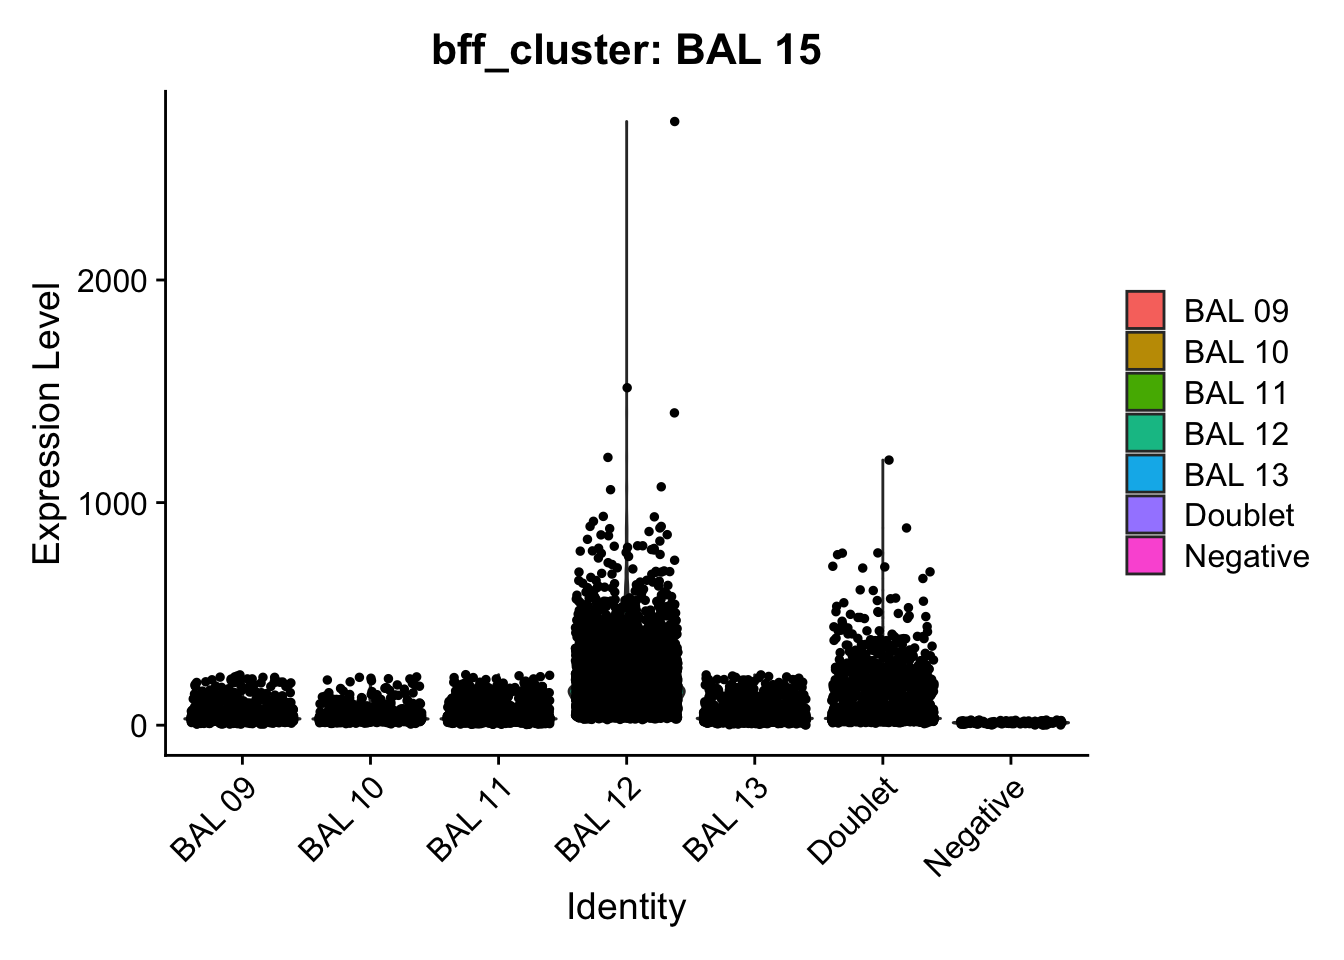 bff_cluster: BAL 15
Expression Level
2000
1000
0
BAL 09
BAL 10
BAL 11
BAL 12
BAL 13
Doublet
Negative
Identity
BAL 09
BAL 10
BAL 11
BAL 12
BAL 13
Doublet
Negative